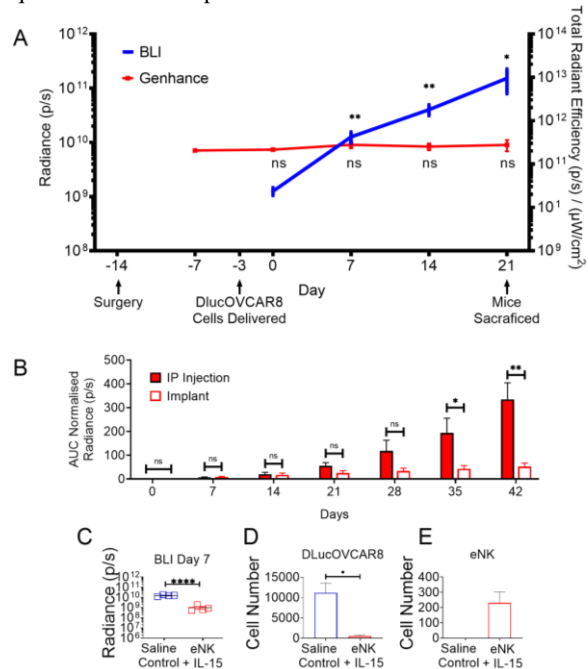 A
10^12
10^11
10^10
10^9
10^8
Radiance (p/s)
BLI
Genhance
**
**
*
ns
ns
ns
ns
10^14
10^13
10^12
10^11
10^10
10^9
Total Radiant Efficiency (p/s) / (μW/cm²)
-14
-7
-3
0
7
14
21
Day
Surgery
DlucOVCAR8
Cells Delivered
Mice
Sacraficed
B
AUC Normalised
Radiance (p/s)
500
400
300
200
100
0
IP Injection
Implant
ns
ns
ns
ns
ns
*
**
0
7
14
21
28
35
42
Days
C
BLI Day 7
Radiance (p/s)
10^10
10^10
10^9
10^8
10^7
10^6
****
Saline eNK
Control + IL-15
D
DLucOVCAR8
Cell Number
15000
10000
5000
0
*
Saline eNK
Control + IL-15
E
eNK
Cell Number
300
200
100
0
Saline eNK
Control + IL-15